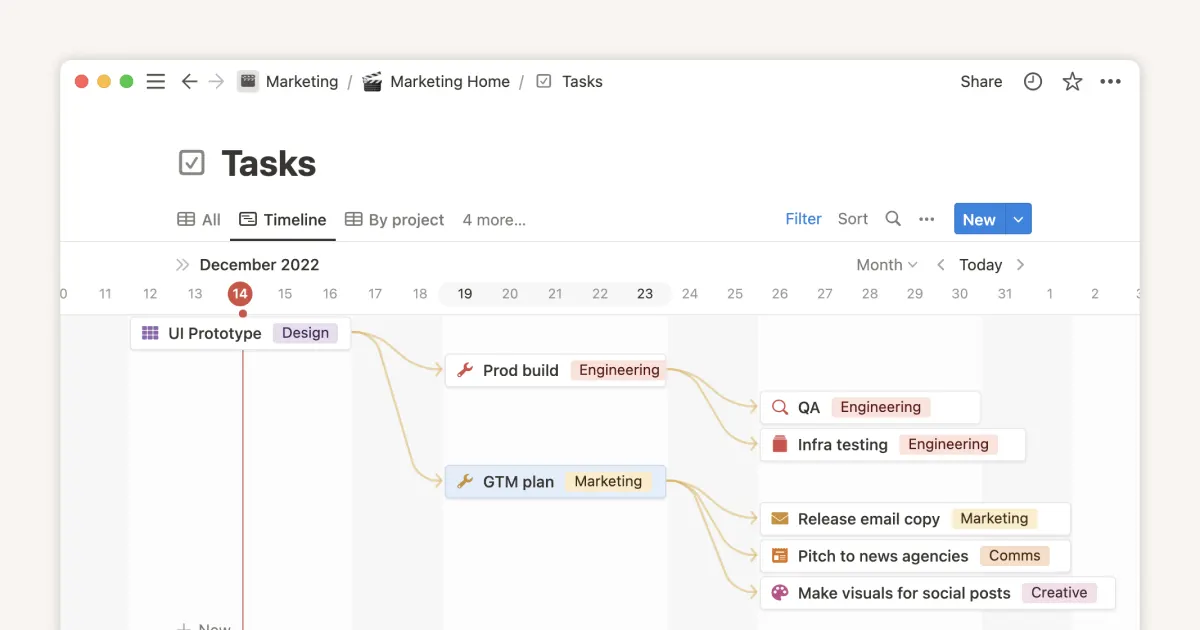 Marketing / Marketing Home / Tasks Share
Tasks
All Timeline By project 4 more... Filter Sort New
December 2022 Month Today
0 11 12 13 14 15 16 17 18 19 20 21 22 23 24 25 26 27 28 29 30 31 1 2
UI Prototype Design
Prod build Engineering
QA Engineering
Infra testing Engineering
GTM plan Marketing
Release email copy Marketing
Pitch to news agencies Comms
Make visuals for social posts Creative
+ New